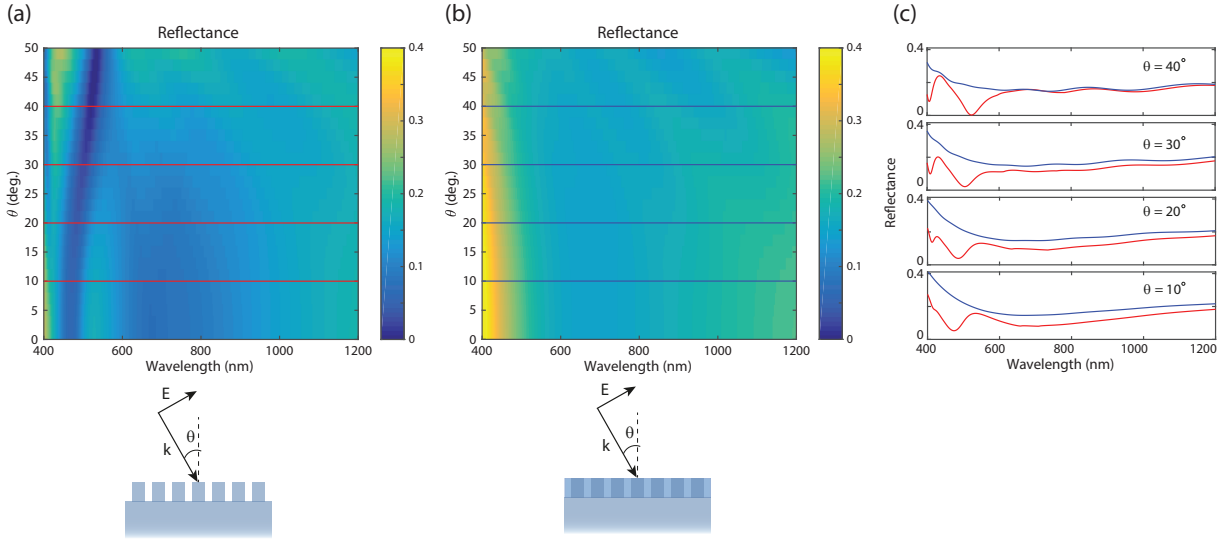 (a)
Reflectance
50
45
40
35
30
25
20
15
10
5
0
θ (deg.)
400 600 800 1000 1200
Wavelength (nm)
0.4
0.3
0.2
0.1
0
E
k
θ
(b)
Reflectance
50
45
40
35
30
25
20
15
10
5
0
θ (deg.)
400 600 800 1000 1200
Wavelength (nm)
0.4
0.3
0.2
0.1
0
E
k
θ
(c)
0.4
θ = 40°
0
0.4
θ = 30°
0
0.4
θ = 20°
0
0.4
θ = 10°
0
Reflectance
400 600 800 1000 1200
Wavelength (nm)